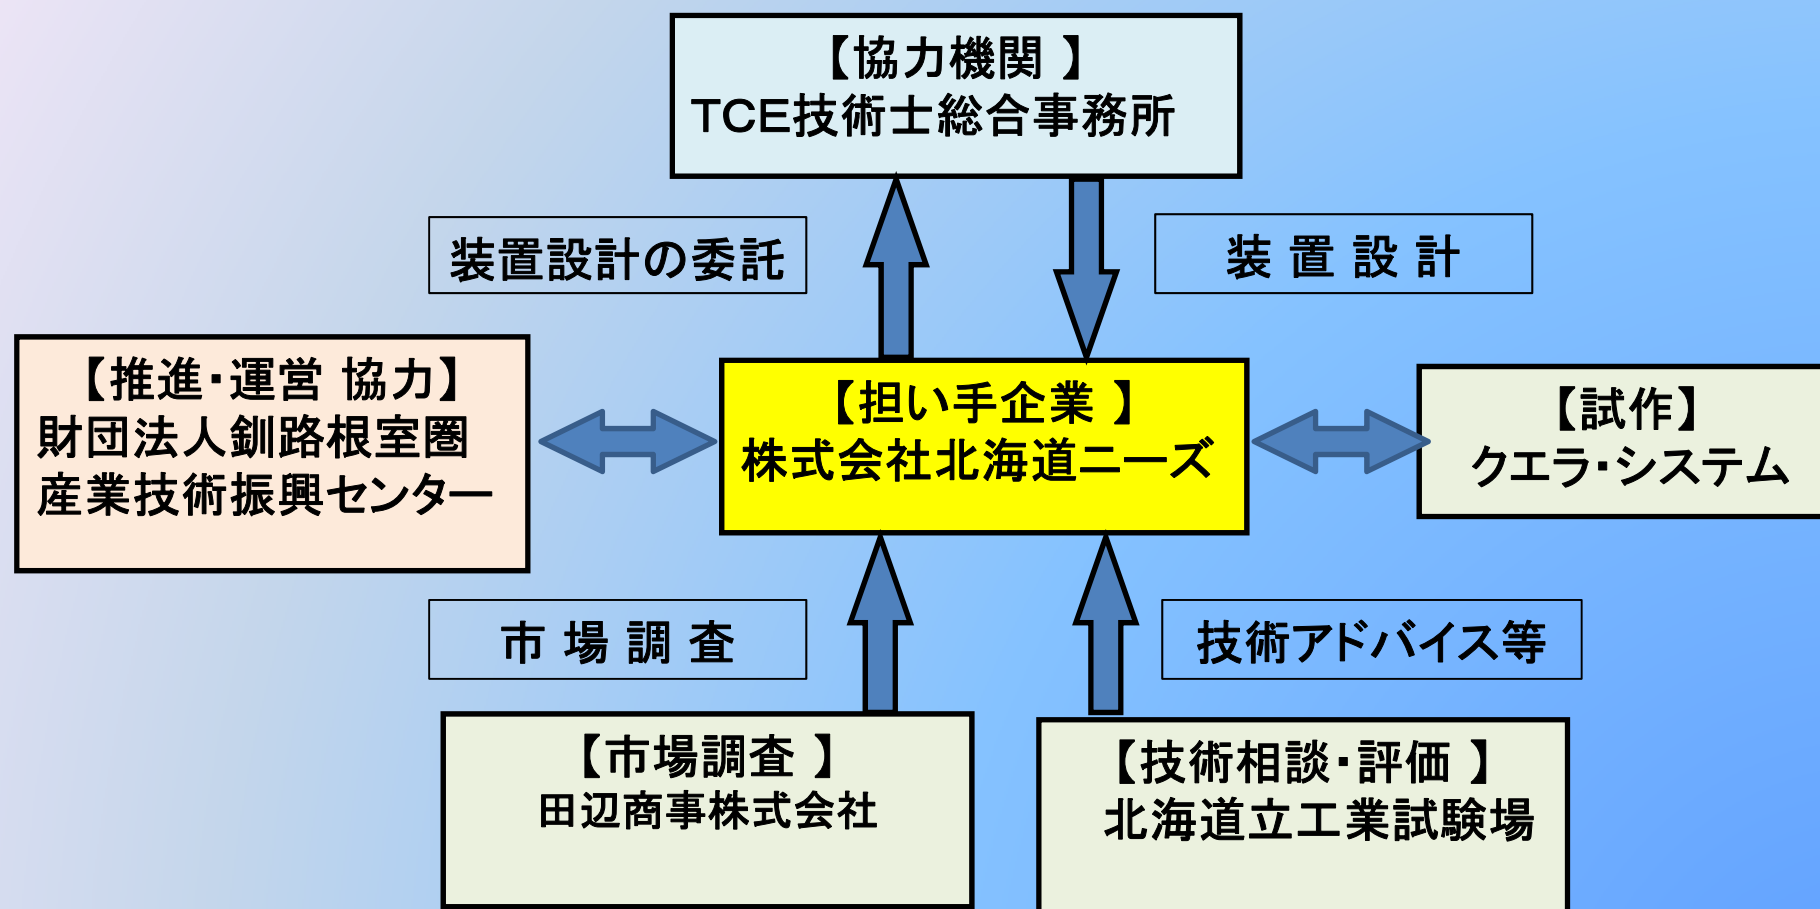 【協力機関 】
TCE技術士総合事務所
装置設計の委託
装 置 設 計
【推進・運営 協力】
財団法人釧路根室圏
産業技術振興センター
【担い手企業 】
株式会社北海道ニーズ
【試作】
クエラ・システム
市 場 調 査
技術アドバイス等
【市場調査 】
田辺商事株式会社
【技術相談・評価 】
北海道立工業試験場